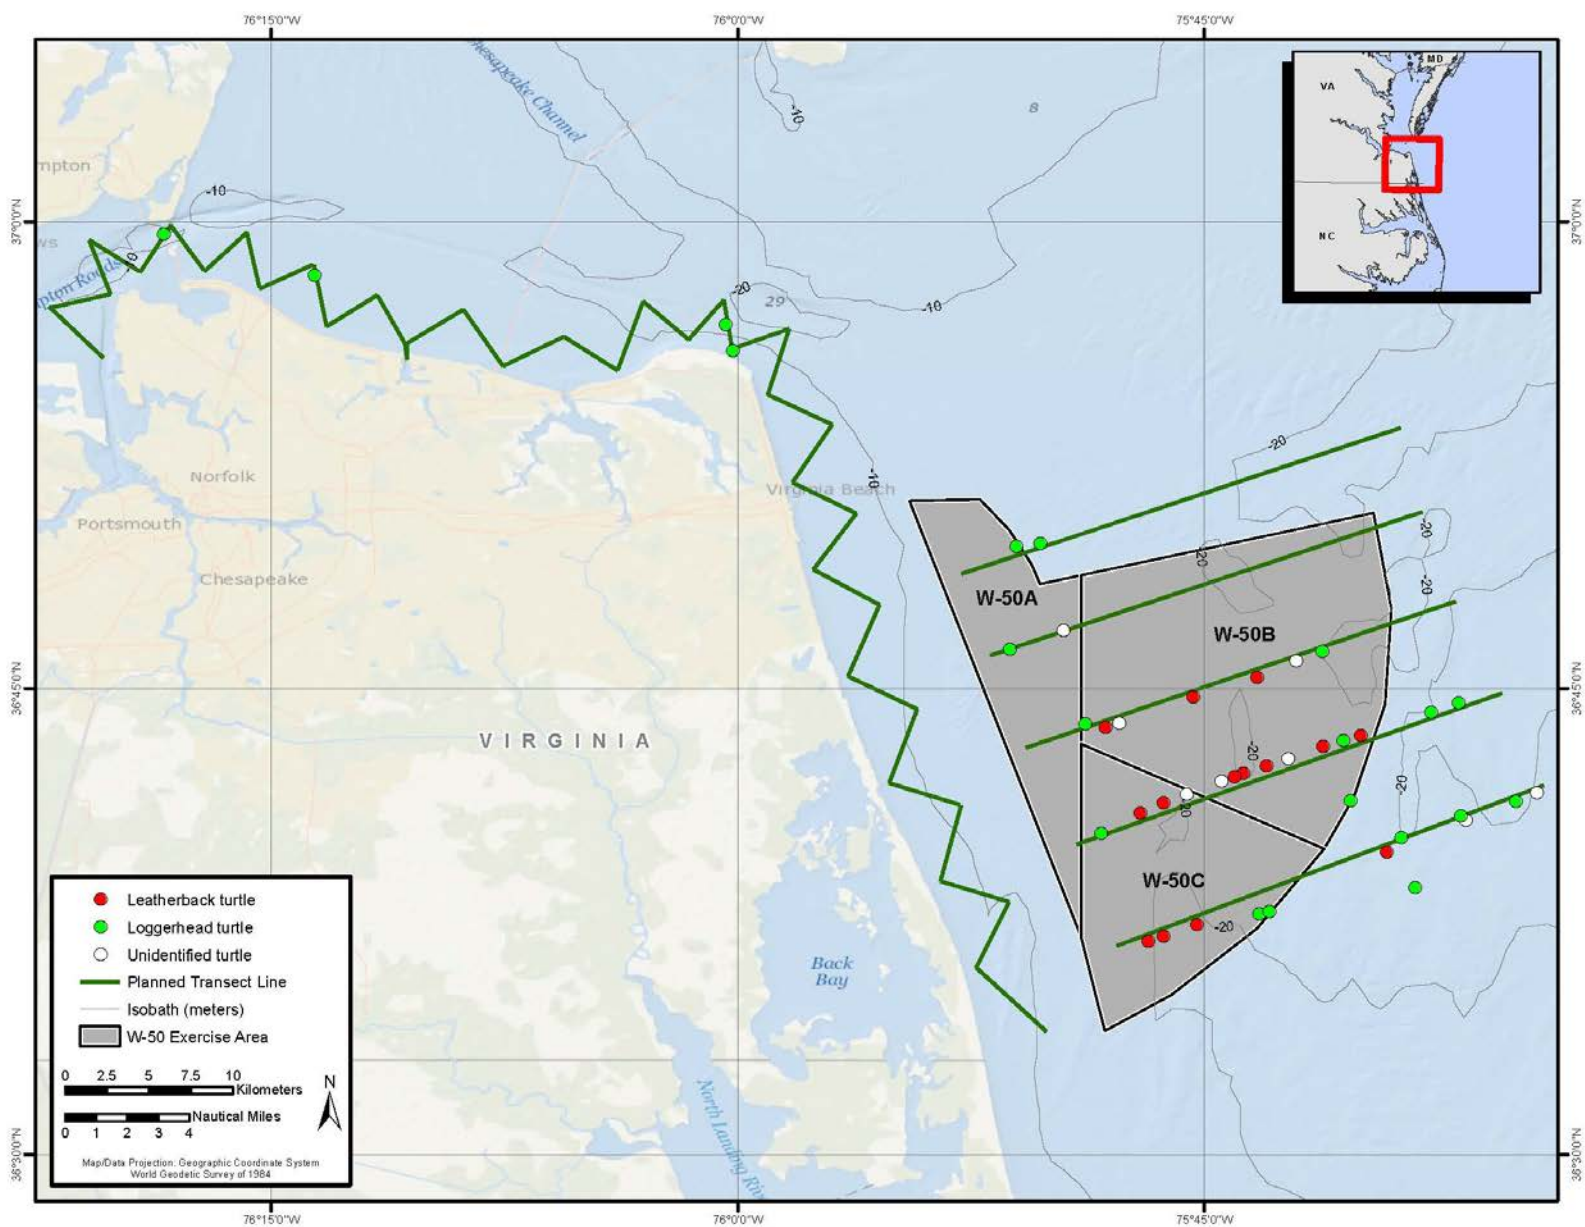 76°15'0"W
76°0'0"W
75°45'0"W
hesapeake Channel
-10
8
MD
VA
NC
mpton
-10
37°0'0"N
37°0'0"N
ws
-10
pton Roads
-20
29
-10
-20
Norfolk
-10
Virginia Beach
Portsmouth
-20
-20
Chesapeake
-20
W-50A
W-50B
36°45'0"N
36°45'0"N
VIRGINIA
-20
-20
-20
W-50C
-20
Back
Bay
Leatherback turtle
Loggerhead turtle
Unidentified turtle
Planned Transect Line
Isobath (meters)
W-50 Exercise Area
0 2.5 5 7.5 10
Kilometers
N
Nautical Miles
0 1 2 3 4
Map/Data Projection: Geographic Coordinate System
World Geodetic Survey of 1984
North Landing Riv
36°30'0"N
36°30'0"N
76°15'0"W
76°0'0"W
75°45'0"W